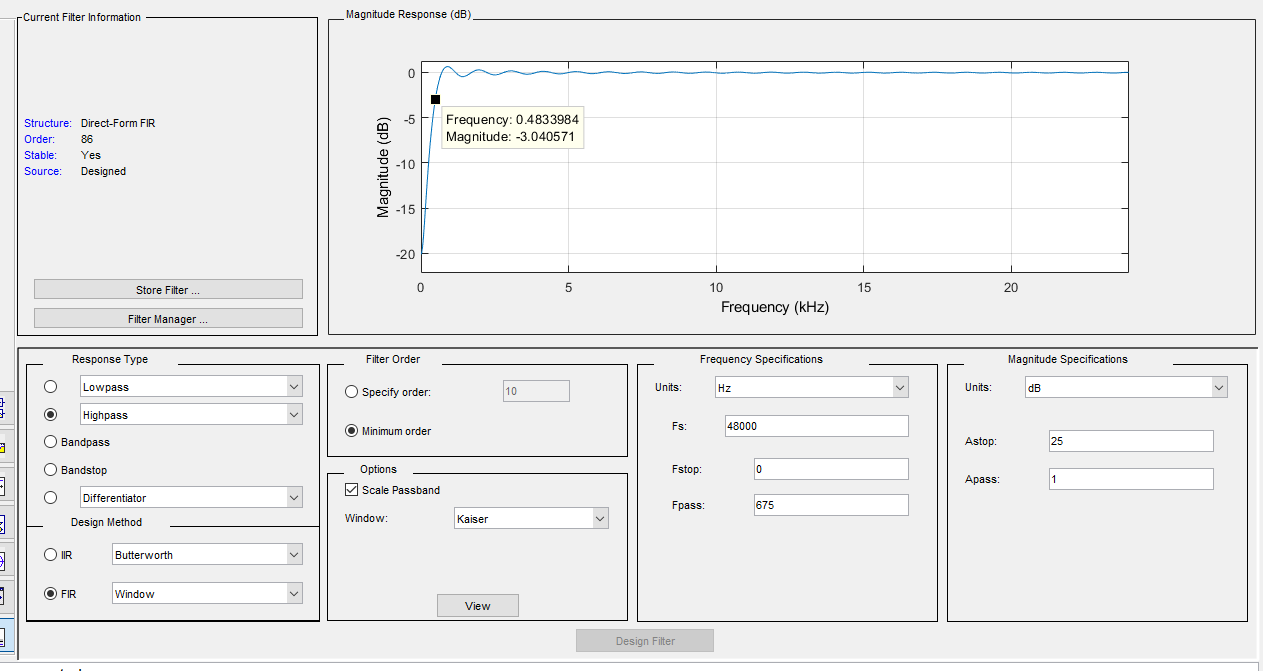 Current Filter Information
Structure: Direct-Form FIR
Order: 86
Stable: Yes
Source: Designed
Store Filter ...
Filter Manager ...
Magnitude Response (dB)
0
-5
-10
-15
-20
Magnitude (dB)
Frequency: 0.4833984
Magnitude: -3.040571
0 5 10 15 20
Frequency (kHz)
Response Type
Lowpass
Highpass
Bandpass
Bandstop
Differentiator
Design Method
IIR Butterworth
FIR Window
Filter Order
Specify order: 10
Minimum order
Options
Scale Passband
Window: Kaiser
View
Frequency Specifications
Units: Hz
Fs: 48000
Fstop: 0
Fpass: 675
Magnitude Specifications
Units: dB
Astop: 25
Apass: 1
Design Filter